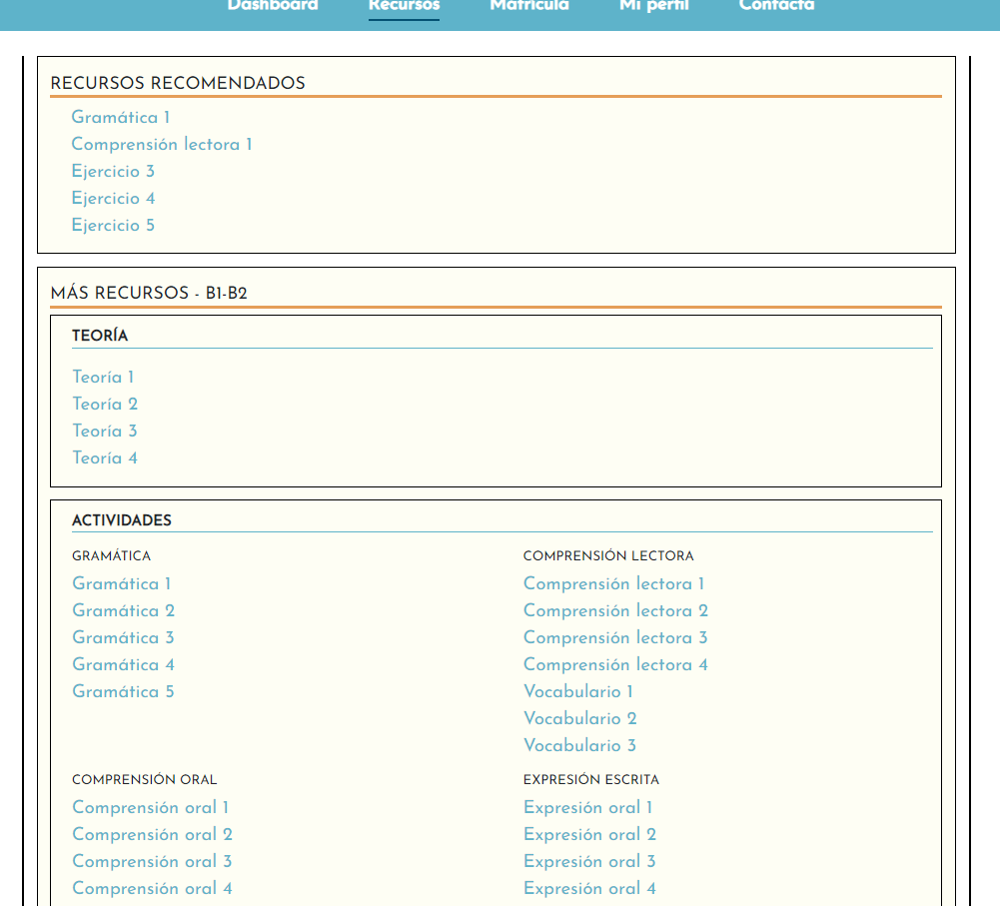 Dashboard Recursos Matrícula Mi perfil Contacta
RECURSOS RECOMENDADOS
Gramática 1
Comprensión lectora 1
Ejercicio 3
Ejercicio 4
Ejercicio 5
MÁS RECURSOS - B1-B2
TEORÍA
Teoría 1
Teoría 2
Teoría 3
Teoría 4
ACTIVIDADES
GRAMÁTICA
Gramática 1
Gramática 2
Gramática 3
Gramática 4
Gramática 5
COMPRENSIÓN LECTORA
Comprensión lectora 1
Comprensión lectora 2
Comprensión lectora 3
Comprensión lectora 4
Vocabulario 1
Vocabulario 2
Vocabulario 3
COMPRENSIÓN ORAL
Comprensión oral 1
Comprensión oral 2
Comprensión oral 3
Comprensión oral 4
EXPRESIÓN ESCRITA
Expresión oral 1
Expresión oral 2
Expresión oral 3
Expresión oral 4